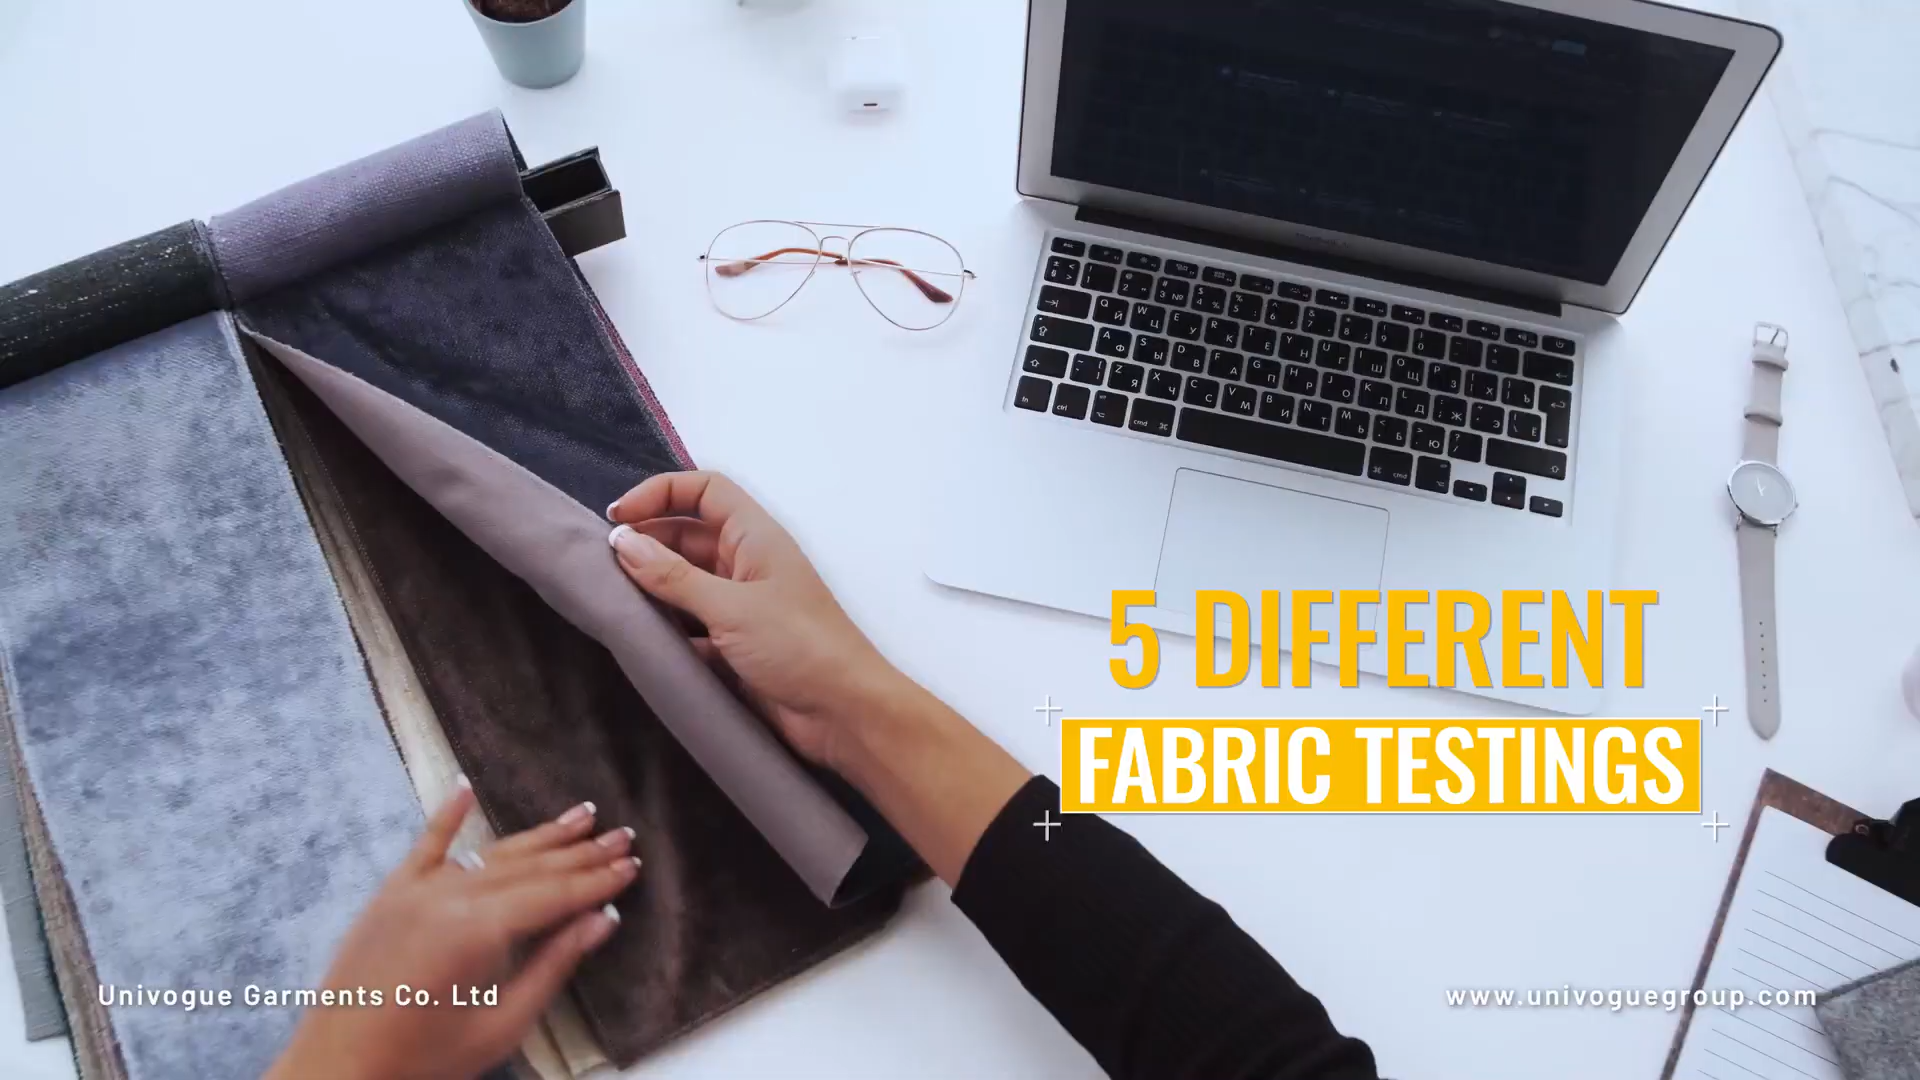 5 DIFFERENT
FABRIC TESTINGS
Univogue Garments Co. Ltd
www.univoguegroup.com